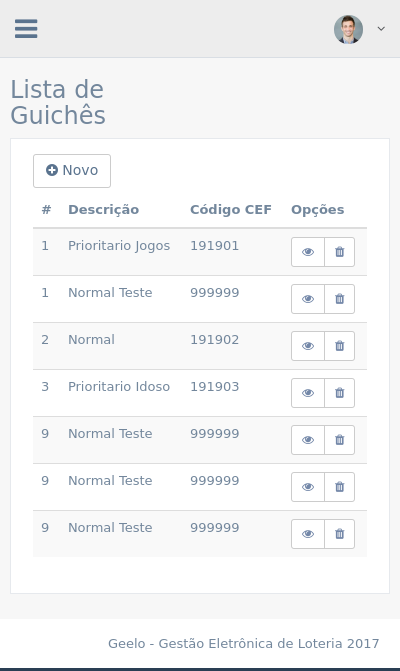 Lista de
Guichês
Novo
# Descrição Código CEF Opções
1 Prioritario Jogos 191901
1 Normal Teste 999999
2 Normal 191902
3 Prioritario Idoso 191903
9 Normal Teste 999999
9 Normal Teste 999999
9 Normal Teste 999999
Geelo - Gestão Eletrônica de Loteria 2017